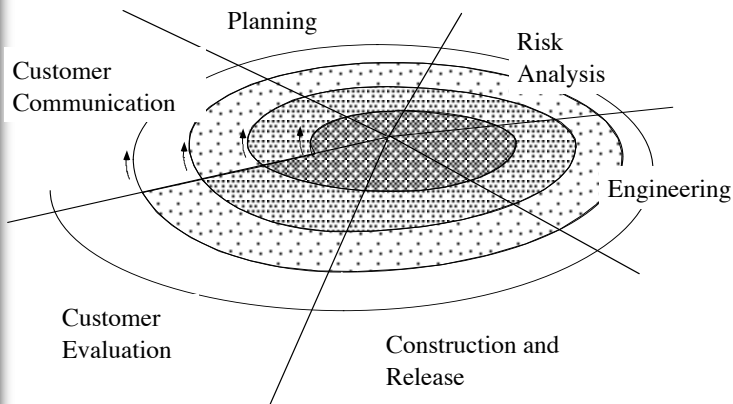 Planning
Risk
Analysis
Customer
Communication
Engineering
Customer
Evaluation
Construction and
Release